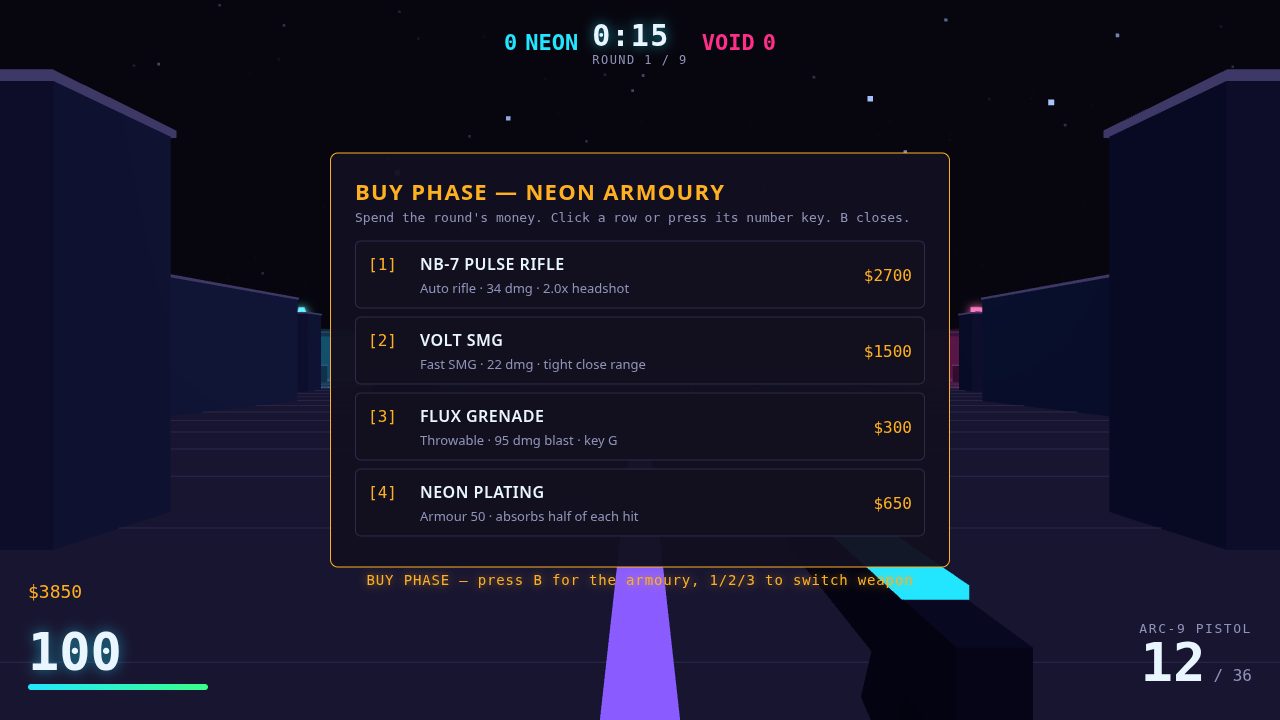 0 NEON 0:15 VOID 0
ROUND 1 / 9
BUY PHASE — NEON ARMOURY
Spend the round's money. Click a row or press its number key. B closes.
[1] NB-7 PULSE RIFLE $2700
Auto rifle · 34 dmg · 2.0x headshot
[2] VOLT SMG $1500
Fast SMG · 22 dmg · tight close range
[3] FLUX GRENADE $300
Throwable · 95 dmg blast · key G
[4] NEON PLATING $650
Armour 50 · absorbs half of each hit
BUY PHASE — press B for the armoury, 1/2/3 to switch weapon
$3850
100
ARC-9 PISTOL
12 / 36